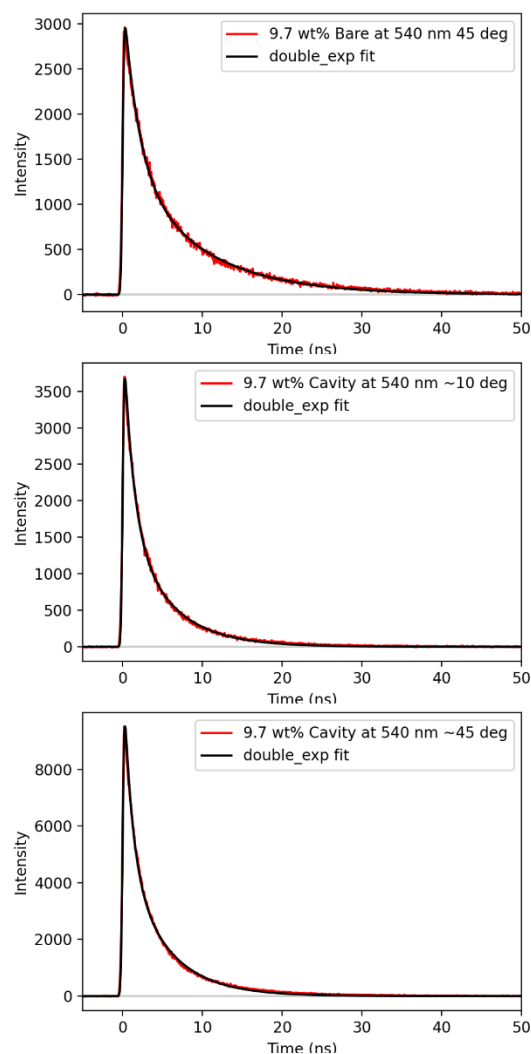 3000
2500
2000
1500
1000
500
0
Intensity
9.7 wt% Bare at 540 nm 45 deg
double_exp fit
0 10 20 30 40 50
Time (ns)
3500
3000
2500
2000
1500
1000
500
0
Intensity
9.7 wt% Cavity at 540 nm ~10 deg
double_exp fit
0 10 20 30 40 50
Time (ns)
8000
6000
4000
2000
0
Intensity
9.7 wt% Cavity at 540 nm ~45 deg
double_exp fit
0 10 20 30 40 50
Time (ns)